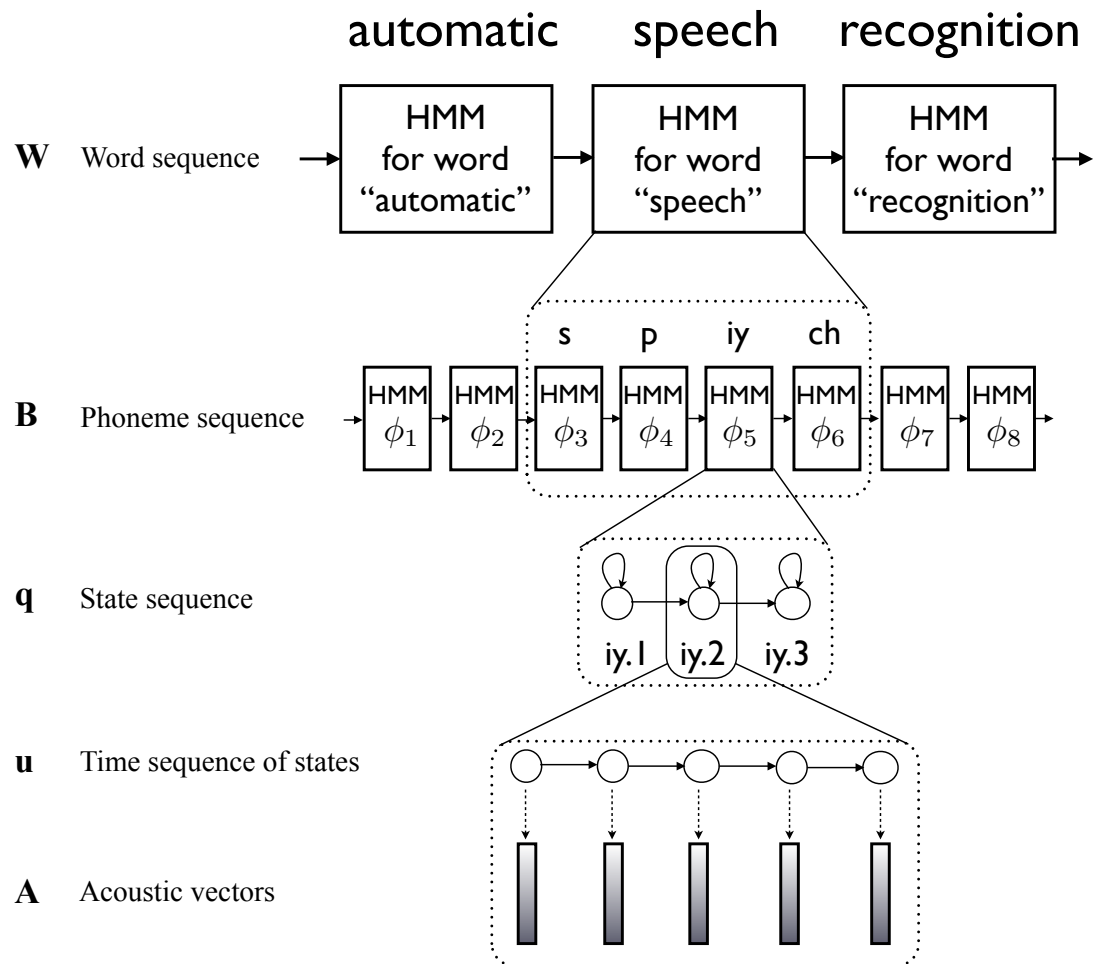 automatic speech recognition
W Word sequence
HMM for word “automatic”
HMM for word “speech”
HMM for word “recognition”
s p iy ch
B Phoneme sequence
HMM HMM HMM HMM HMM HMM HMM HMM
ϕ1 ϕ2 ϕ3 ϕ4 ϕ5 ϕ6 ϕ7 ϕ8
q State sequence
iy.1 iy.2 iy.3
u Time sequence of states
A Acoustic vectors